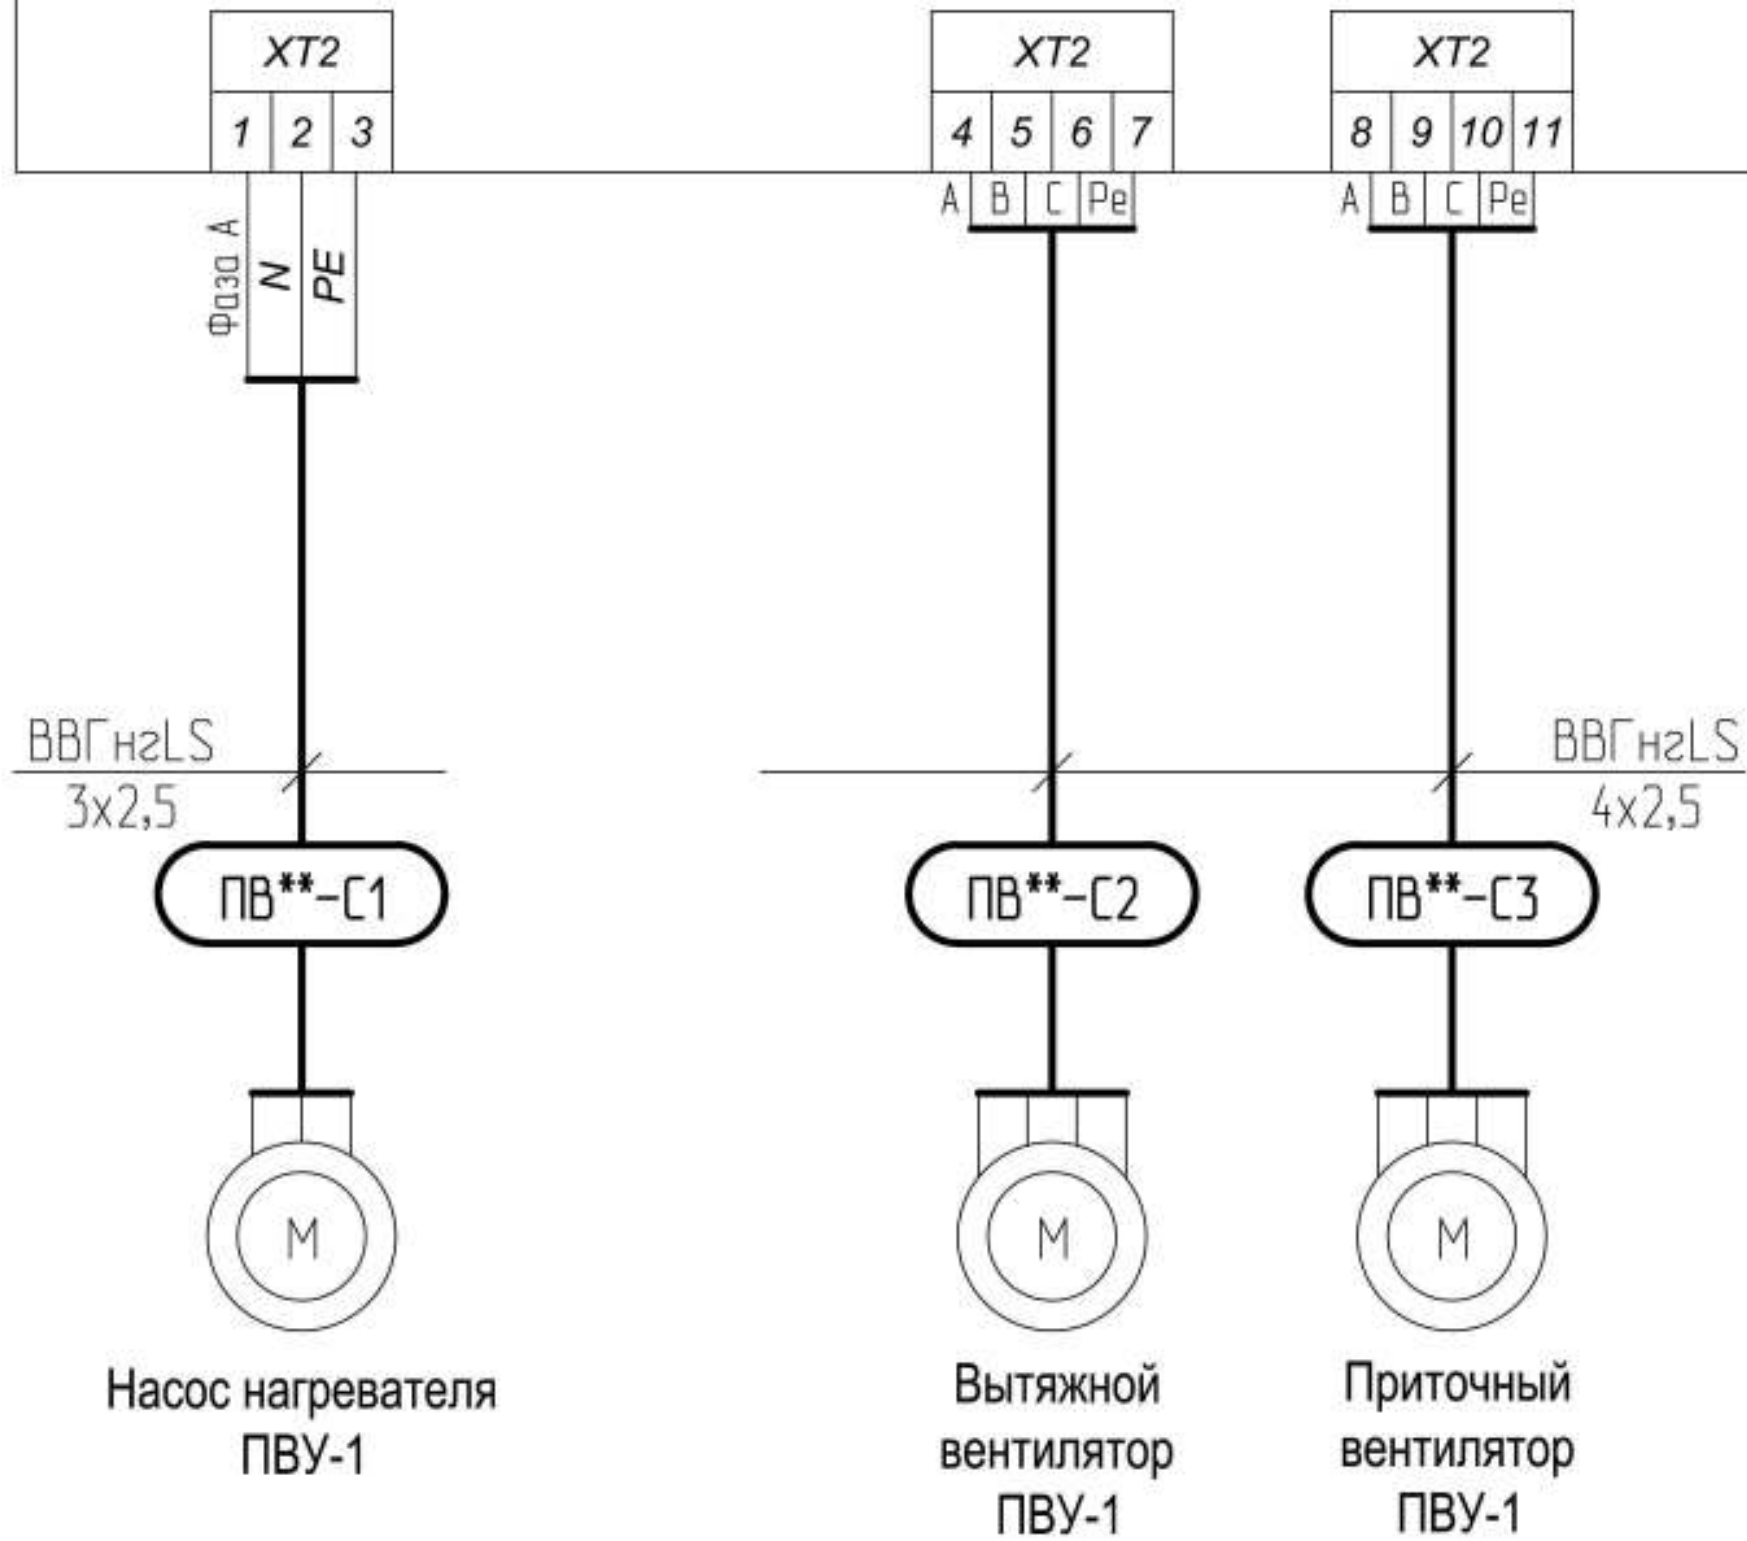 XT2
XT2
XT2
1 2 3
4 5 6 7
8 9 10 11
Фаза А
N
PE
A B C Pe
A B C Pe
ВВГнгLS
3x2,5
ВВГнгLS
4x2,5
ПВ**-С1
ПВ**-С2
ПВ**-С3
М
М
М
Насос нагревателя
ПВУ-1
Вытяжной
вентилятор
ПВУ-1
Приточный
вентилятор
ПВУ-1